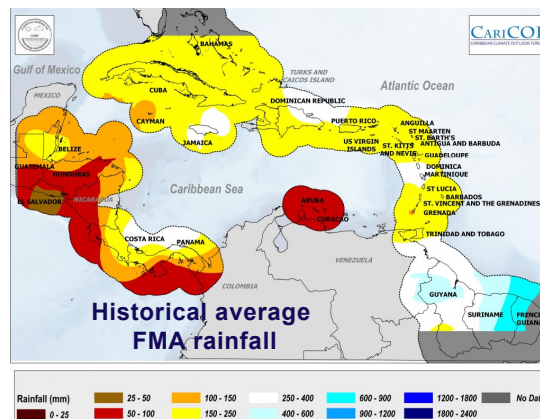 CARICOF
CARIBBEAN CLIMATE OUTLOOK FORUM
BAHAMAS
Gulf of Mexico
TURKS AND
CAICOS ISLAND
Atlantic Ocean
MEXICO
CUBA
DOMINICAN REPUBLIC
CAYMAN
PUERTO RICO
ANGUILLA
ST MAARTEN
ST. BARTH'S
JAMAICA
US VIRGIN
ISLANDS
ST. KITTS
AND NEVIS
ANTIGUA AND BARBUDA
BELIZE
GUADELOUPE
GUATEMALA
DOMINICA
HONDURAS
MARTINIQUE
Caribbean Sea
ST LUCIA
EL SALVADOR
NICARAGUA
ARUBA
BARBADOS
ST. VINCENT AND THE GRENADINES
CURACAO
GRENADA
COSTA RICA
PANAMA
TRINIDAD AND TOBAGO
VENEZUELA
COLOMBIA
GUYANA
SURINAME
FRENCH
GUIANA
Historical average
FMA rainfall
Rainfall (mm)
0 - 25
25 - 50
50 - 100
100 - 150
150 - 250
250 - 400
400 - 600
600 - 900
900 - 1200
1200 - 1800
1800 - 2400
No Dat